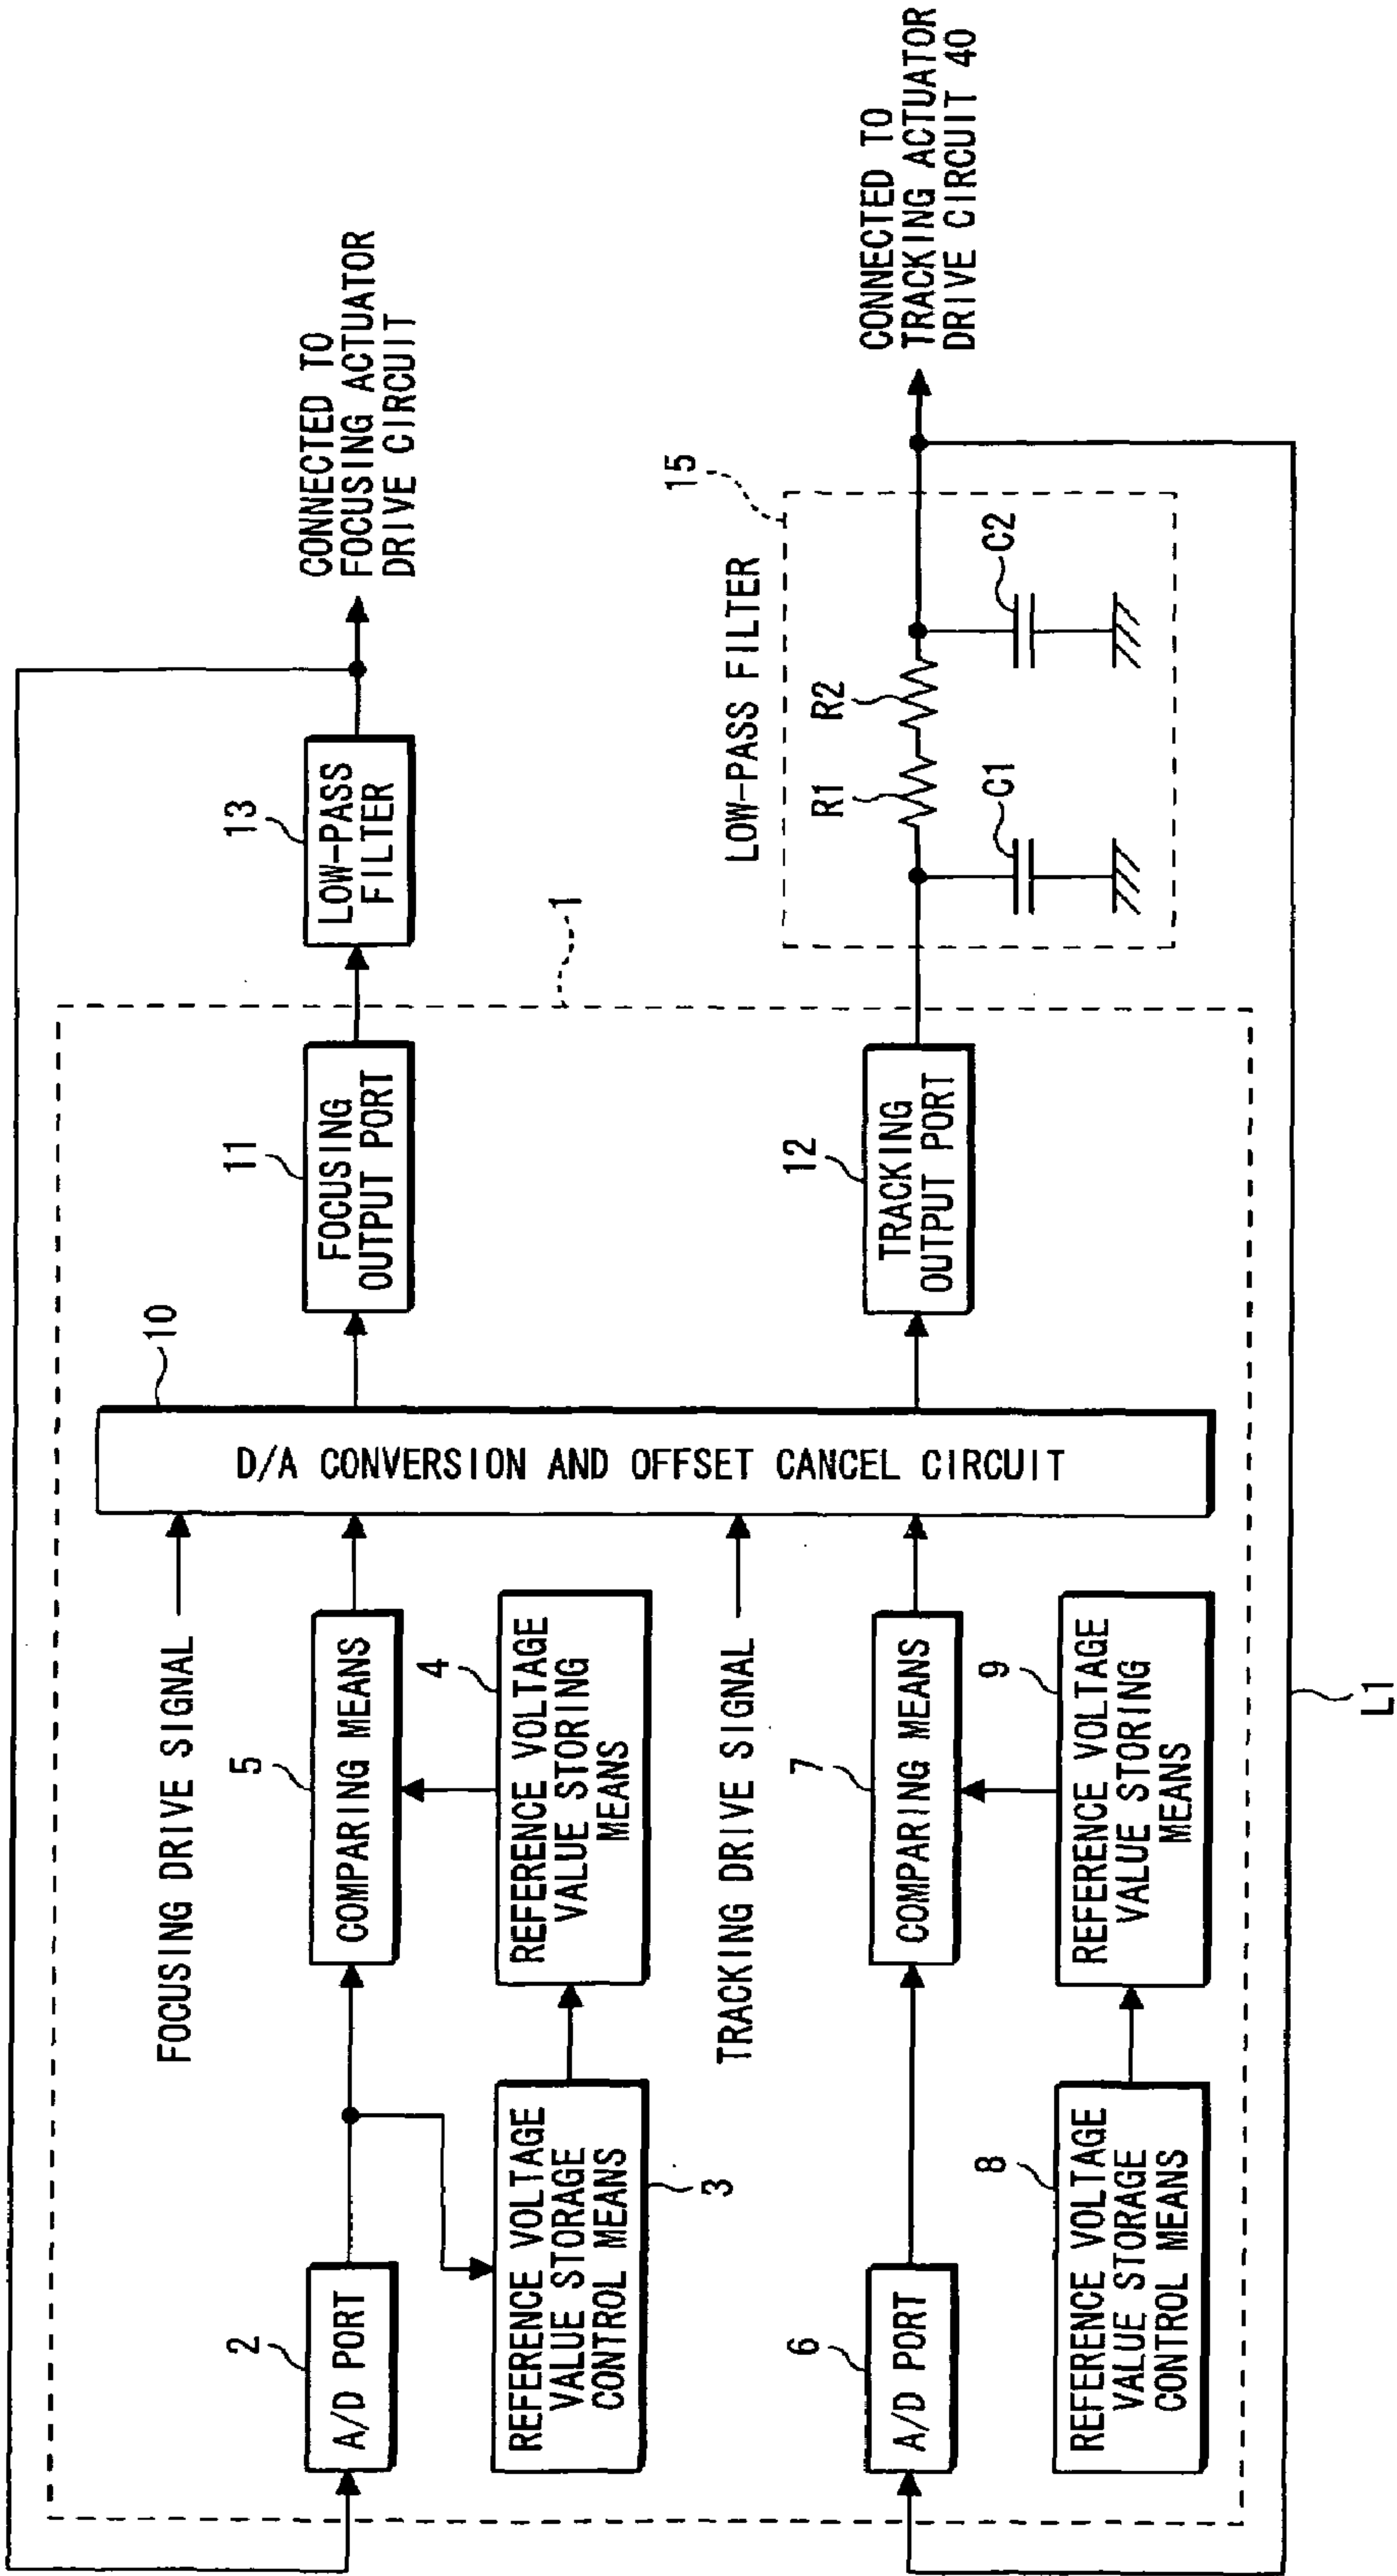 CONNECTED TO
FOCUSING ACTUATOR
DRIVE CIRCUIT
13
LOW-PASS
FILTER
1
11
FOCUSING
OUTPUT PORT
10
D/A CONVERSION AND OFFSET CANCEL CIRCUIT
FOCUSING DRIVE SIGNAL
5
COMPARING MEANS
4
REFERENCE VOLTAGE
VALUE STORING
MEANS
2
A/D PORT
REFERENCE VOLTAGE
VALUE STORAGE
CONTROL MEANS
3
CONNECTED TO
TRACKING ACTUATOR
DRIVE CIRCUIT 40
15
LOW-PASS FILTER
R1
R2
C1
C2
12
TRACKING
OUTPUT PORT
TRACKING DRIVE SIGNAL
7
COMPARING MEANS
9
REFERENCE VOLTAGE
VALUE STORING
MEANS
6
A/D PORT
8
REFERENCE VOLTAGE
VALUE STORAGE
CONTROL MEANS
L1